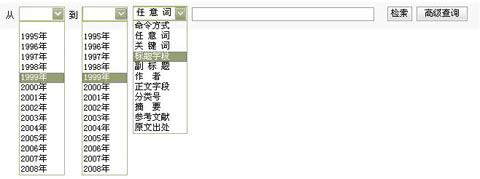 从 到 任 意 词 检索 高级查询
1995年 1995年 命令方式
1996年 1996年 任 意 词
1997年 1997年 关 键 词
1998年 1998年 标题字段
1999年 1999年 副 标 题
2000年 2000年 作 者
2001年 2001年 正文字段
2002年 2002年 分类号
2003年 2003年 摘 要
2004年 2004年 参考文献
2005年 2005年 原文出处
2006年 2006年
2007年 2007年
2008年 2008年